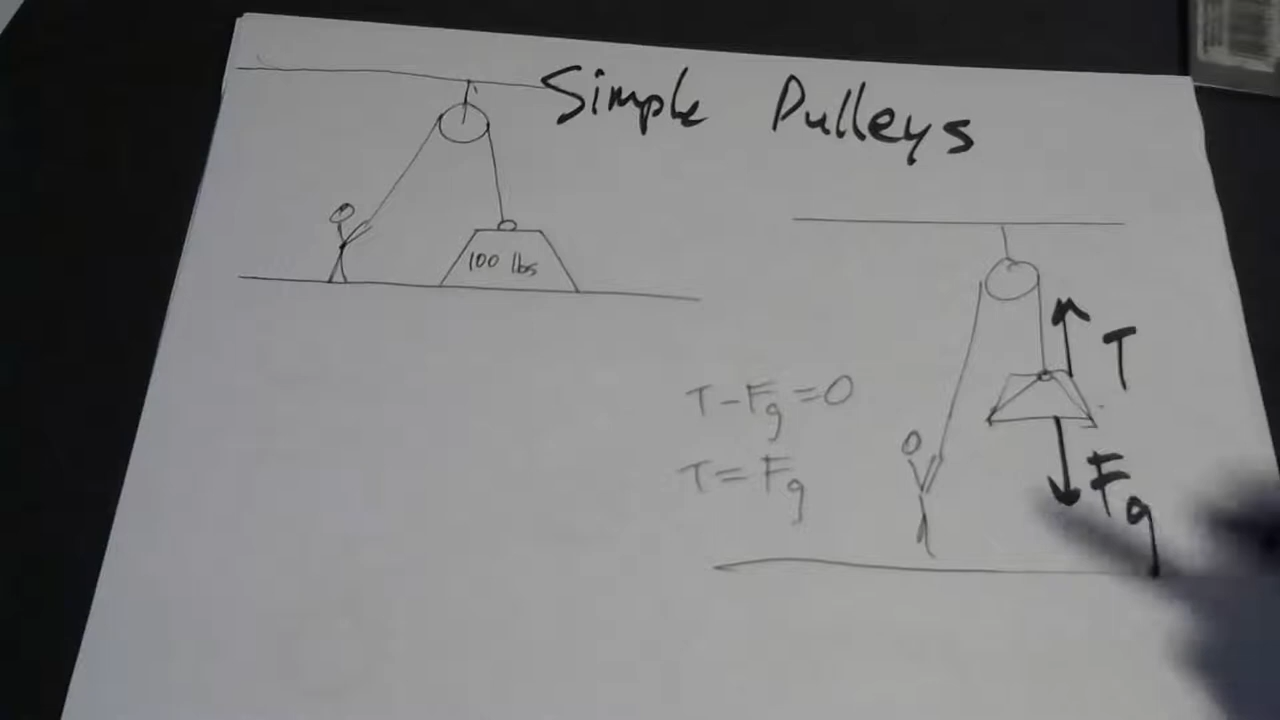 Simple Pulleys
100 lbs
T
T - Fg = 0
T = Fg
Fg